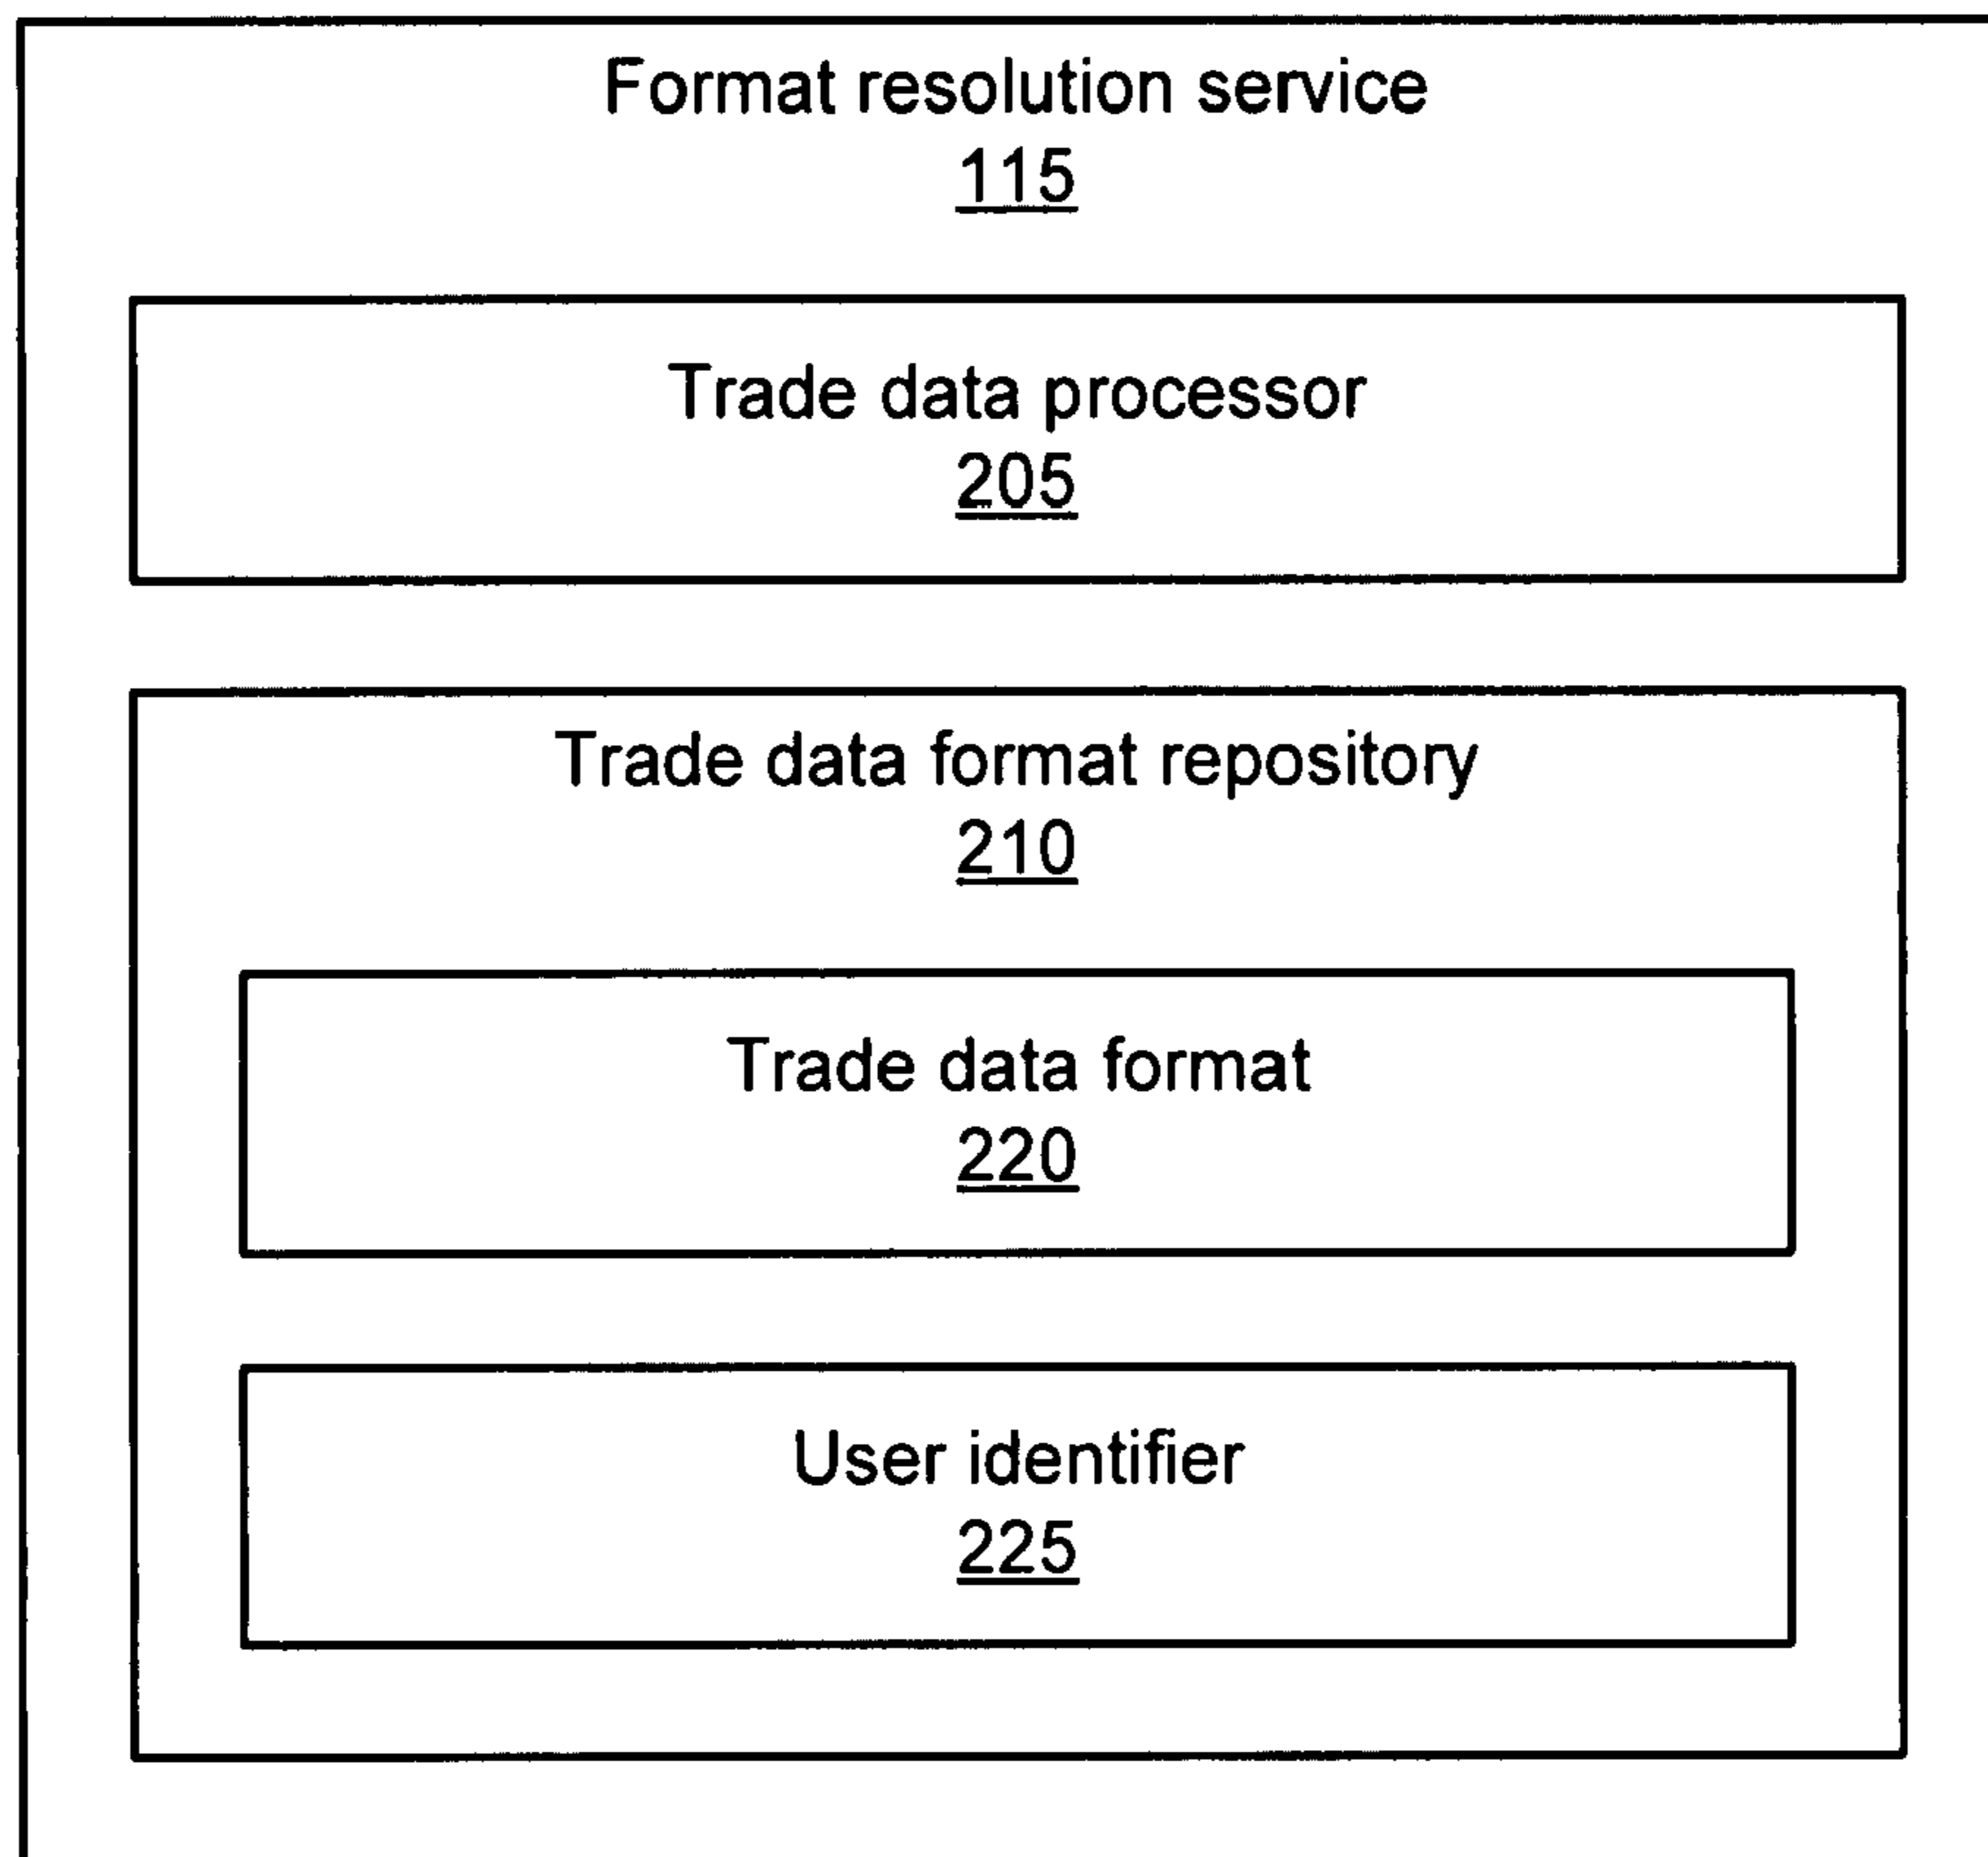 Format resolution service
115
Trade data processor
205
Trade data format repository
210
Trade data format
220
User identifier
225